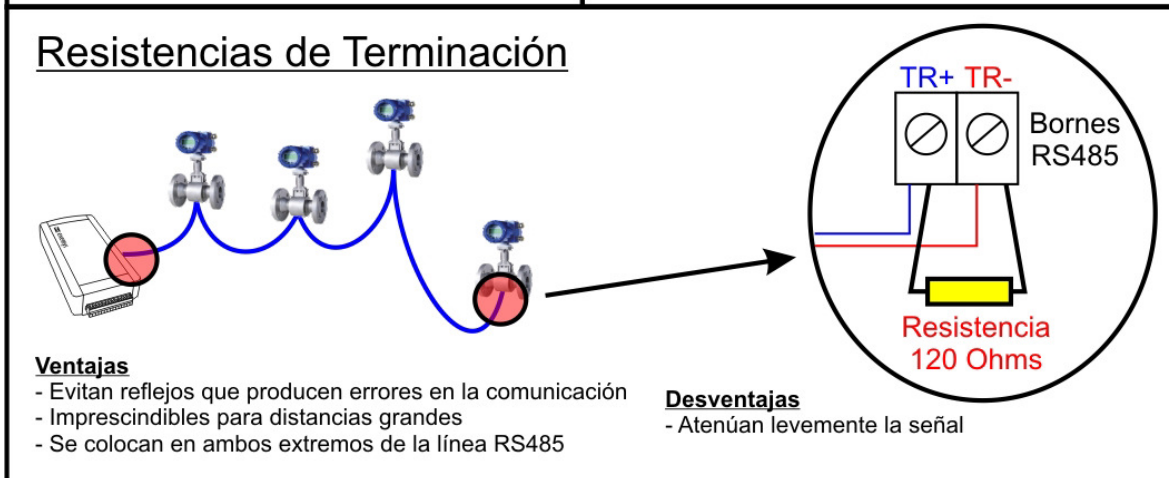 Resistencias de Terminación
TR+ TR-
Bornes
RS485
Resistencia
120 Ohms
Ventajas
- Evitan reflejos que producen errores en la comunicación
- Imprescindibles para distancias grandes
- Se colocan en ambos extremos de la línea RS485
Desventajas
- Atenúan levemente la señal